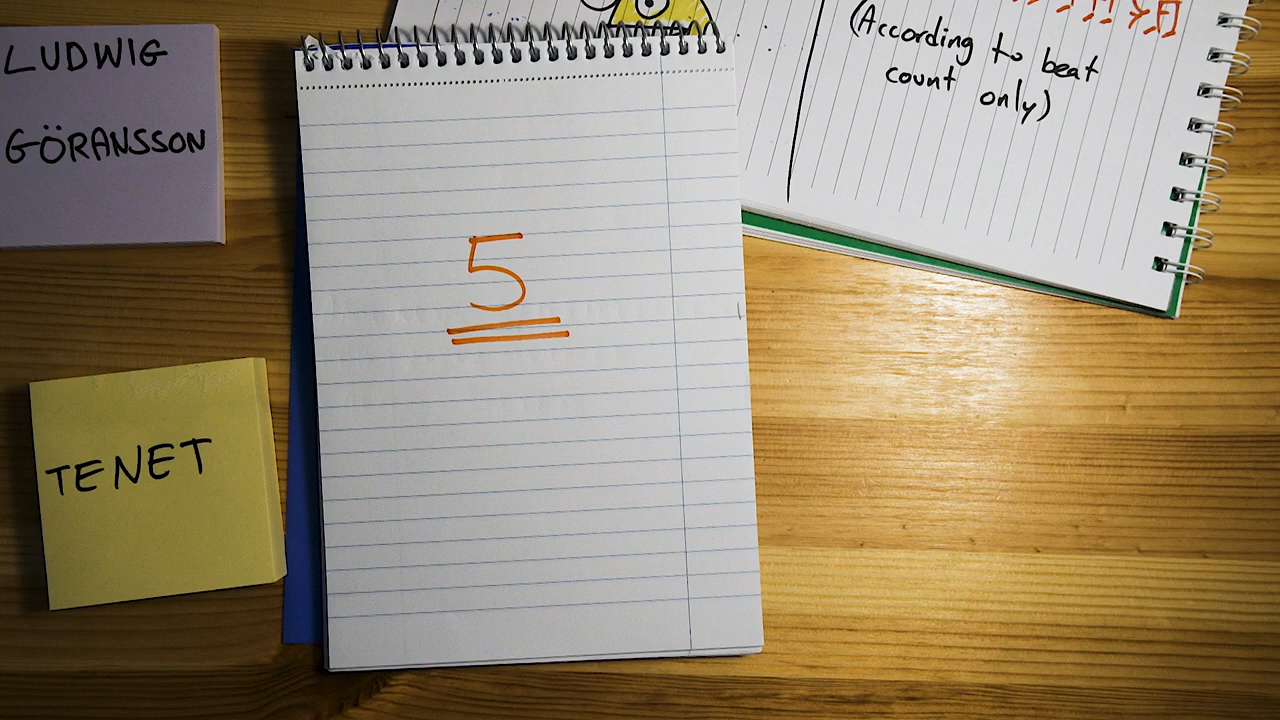 LUDWIG
GÖRANSSON
TENET
5
(According to beat
count only)